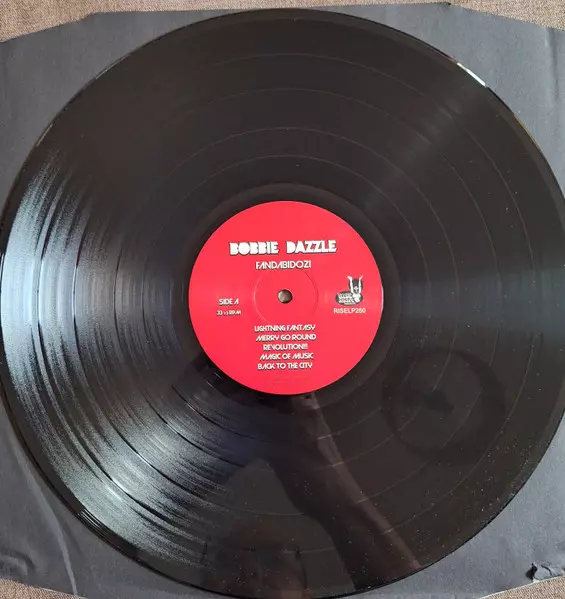 BOBBIE DAZZLE
FANDABIDOZI
SIDE A
33 1/3 RPM
RISELP260
LIGHTNING FANTASY
MERRY GO ROUND
REVOLUTION!!!
MAGIC OF MUSIC
BACK TO THE CITY